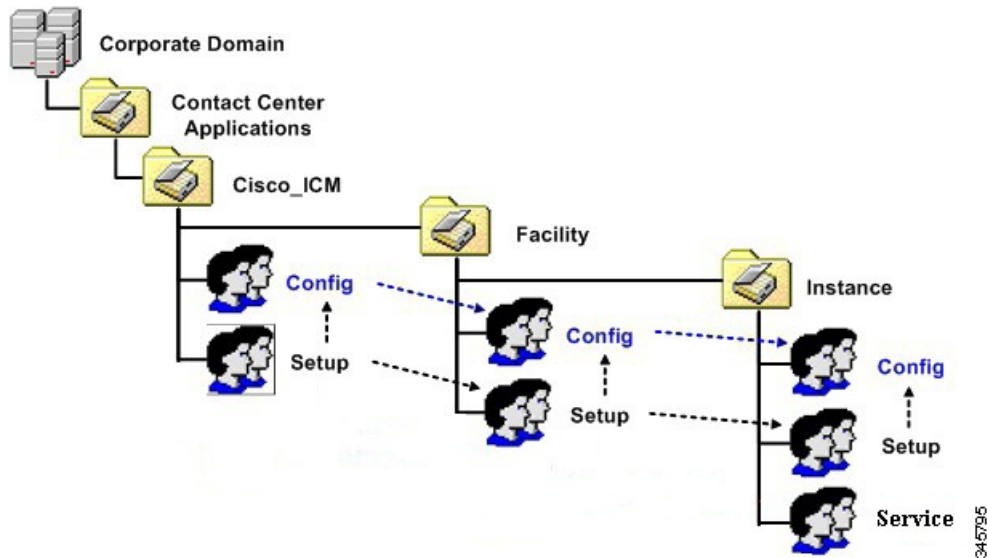 Corporate Domain
Contact Center
Applications
Cisco_ICM
Facility
Instance
Config
Setup
Config
Setup
Config
Setup
Service
345795